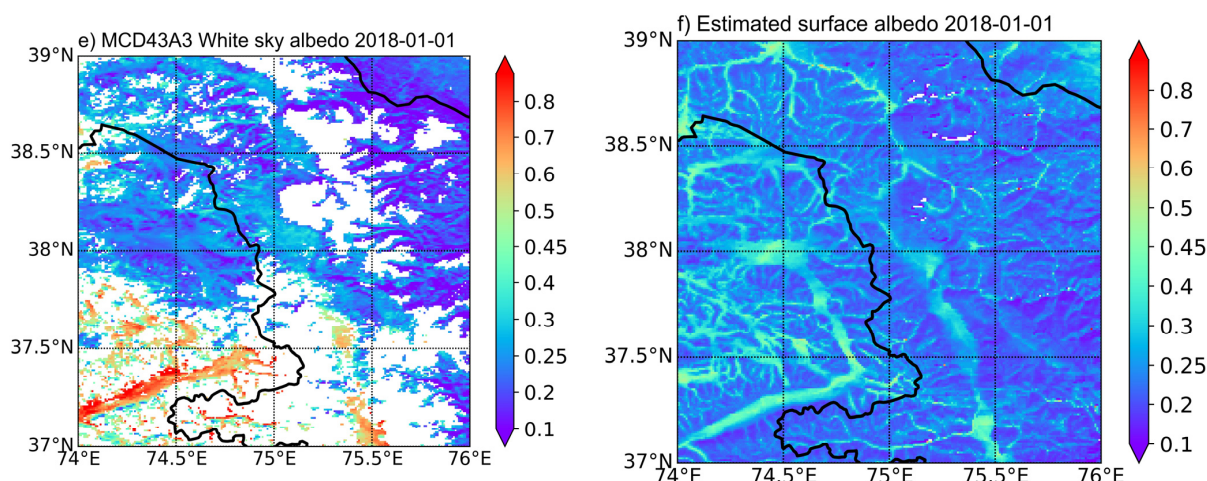 e) MCD43A3 White sky albedo 2018-01-01
39°N
38.5°N
38°N
37.5°N
37°N
74°E 74.5°E 75°E 75.5°E 76°E
0.8
0.7
0.6
0.5
0.45
0.4
0.3
0.25
0.2
0.1
f) Estimated surface albedo 2018-01-01
39°N
38.5°N
38°N
37.5°N
37°N
74°E 74.5°E 75°E 75.5°E 76°E
0.8
0.7
0.6
0.5
0.45
0.4
0.3
0.25
0.2
0.1